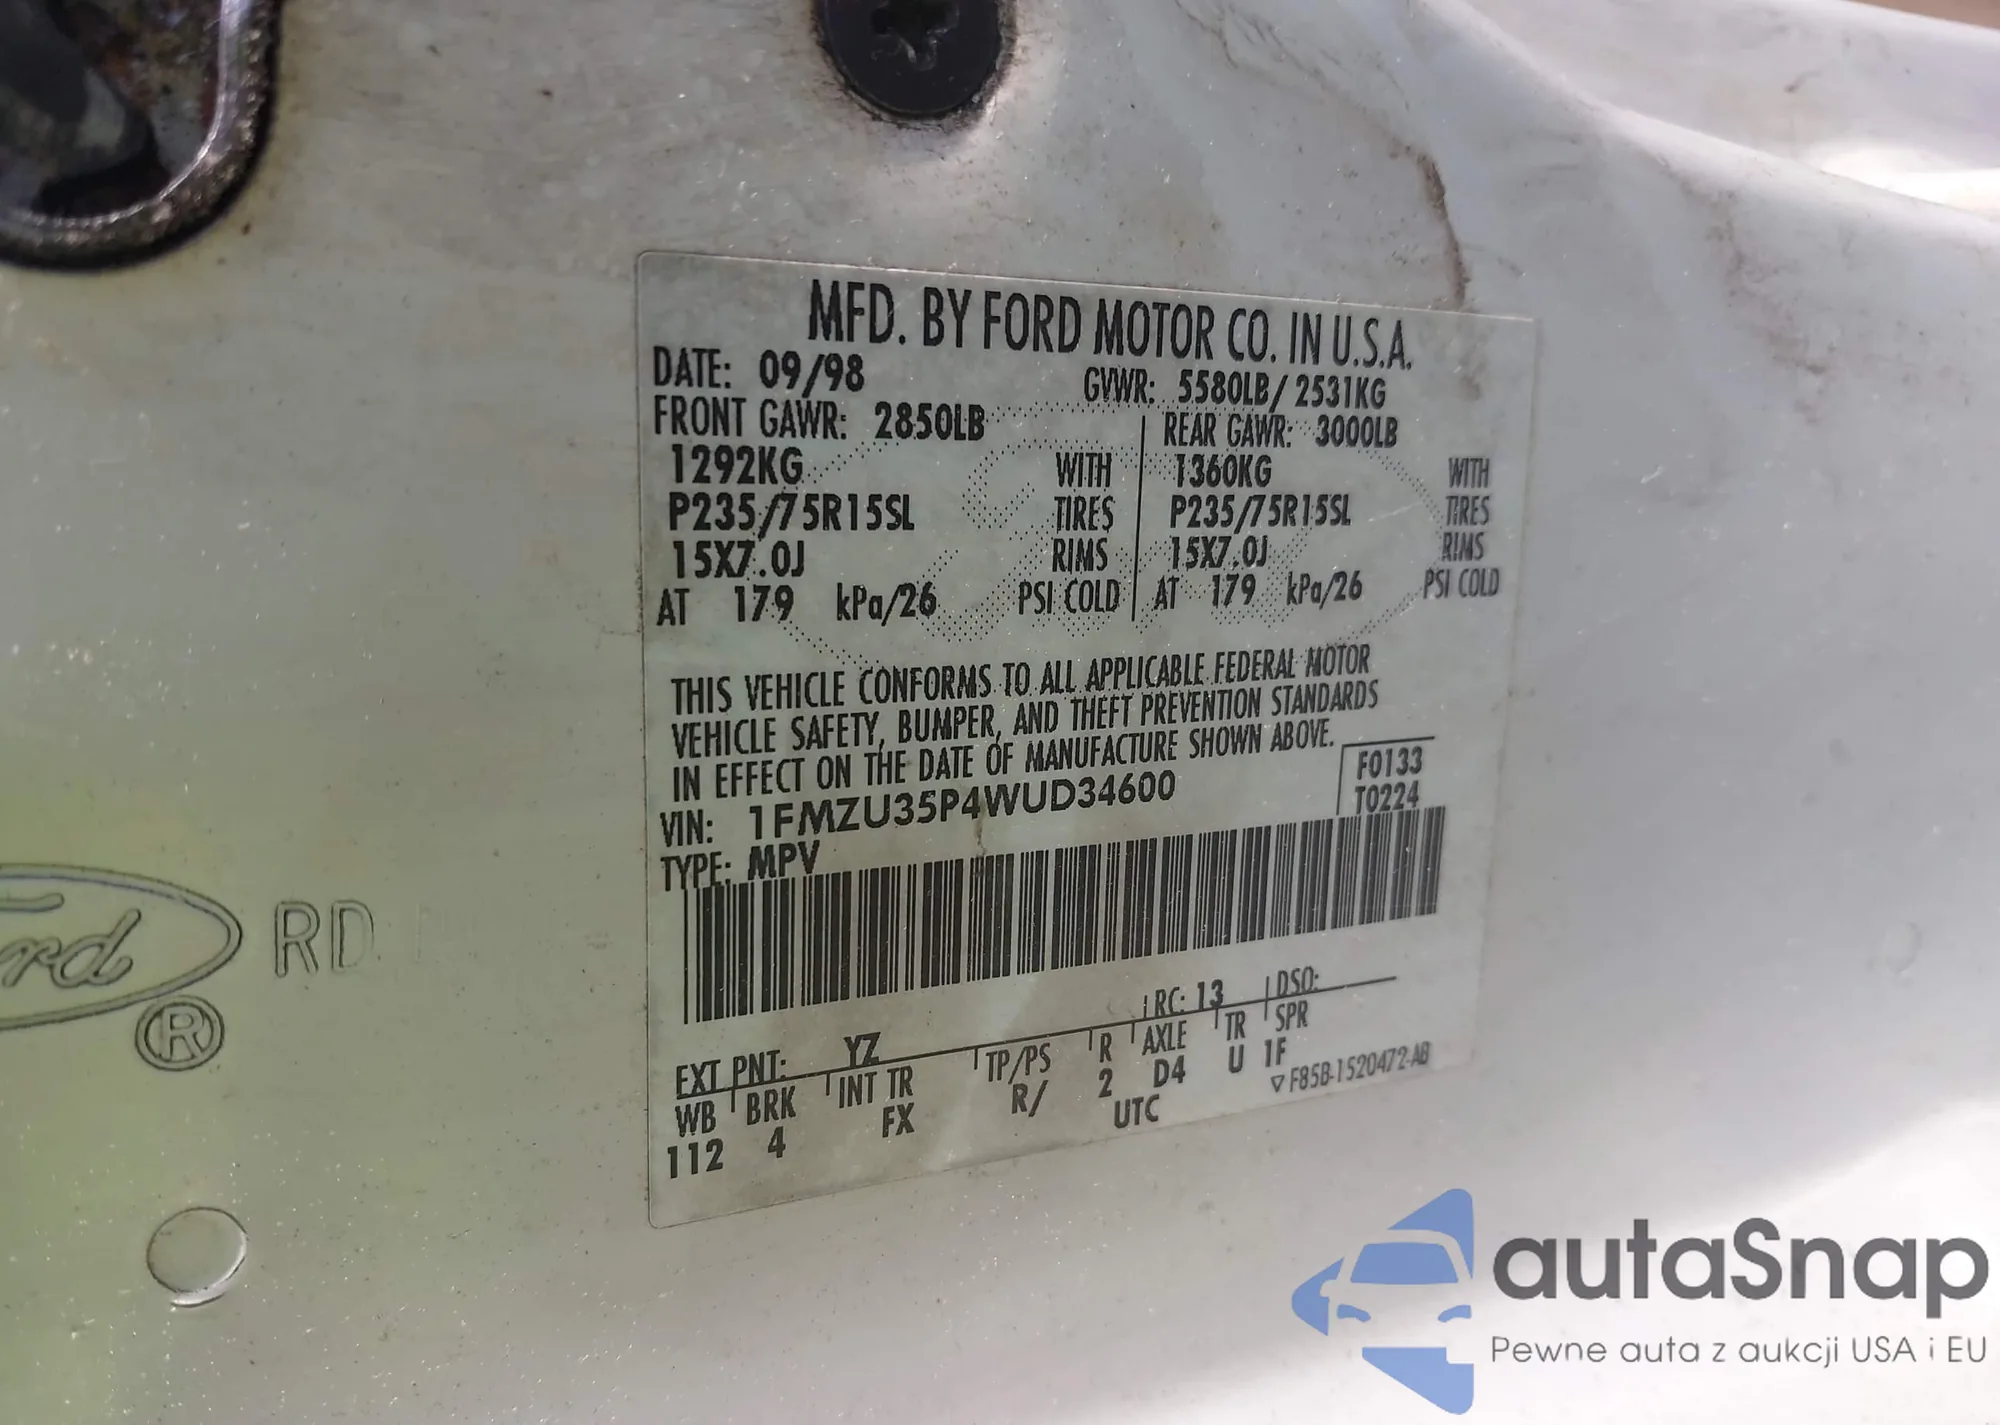 MFD. BY FORD MOTOR CO. IN U.S.A.
DATE: 09/98 GVWR: 5580LB/ 2531KG
FRONT GAWR: 2850LB REAR GAWR: 3000LB
1292KG WITH 1360KG WITH
P235/75R15SL TIRES P235/75R15SL TIRES
15X7.0J RIMS 15X7.0J RIMS
AT 179 kPa/26 PSI COLD AT 179 kPa/26 PSI COLD
THIS VEHICLE CONFORMS TO ALL APPLICABLE FEDERAL MOTOR
VEHICLE SAFETY, BUMPER, AND THEFT PREVENTION STANDARDS
IN EFFECT ON THE DATE OF MANUFACTURE SHOWN ABOVE.
F0133
VIN: 1FMZU35P4WUD34600 T0224
TYPE: MPV
Ford ® RD
EXT PNT: YZ RC: 13 DSO:
WB BRK INT TR TP/PS R AXLE TR SPR
112 4 FX R/ 2 D4 U 1F
UTC ▽F85B-1520472-AB
autoSnap
Pewne auta z aukcji USA i EU